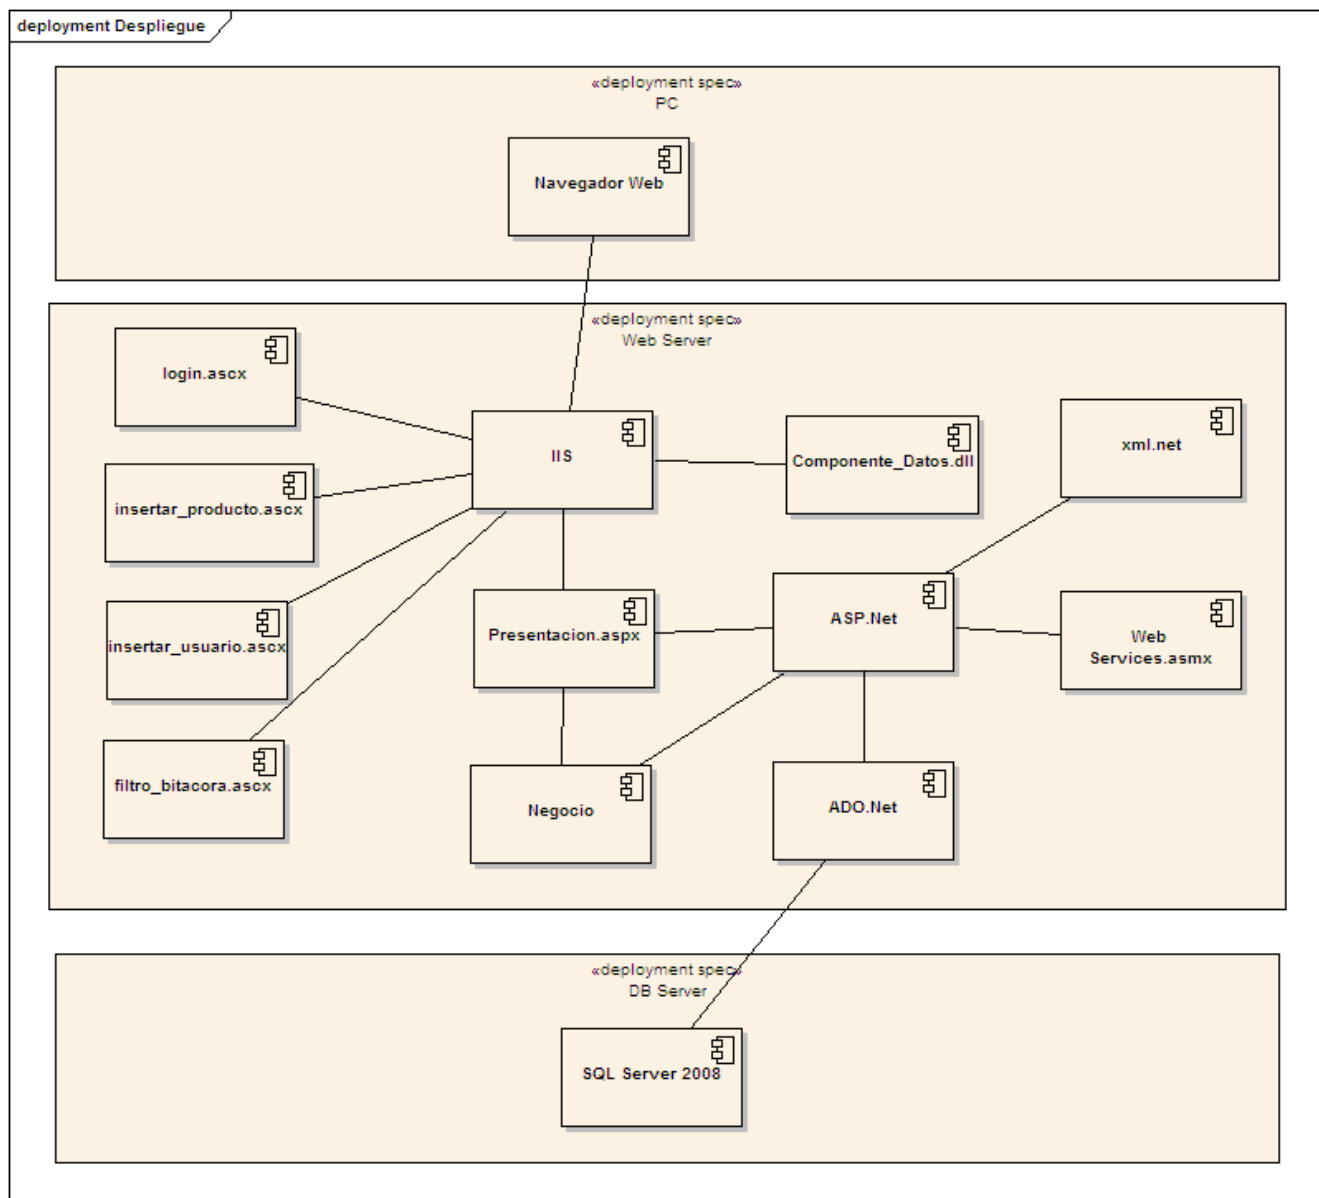 deployment Despliegue
«deployment spec»
PC
Navegador Web
«deployment spec»
Web Server
login.ascx
IIS
Componente_Datos.dll
xml.net
insertar_producto.ascx
insertar_usuario.ascx
Presentacion.aspx
ASP.Net
Web
Services.asmx
filtro_bitacora.ascx
Negocio
ADO.Net
«deployment spec»
DB Server
SQL Server 2008